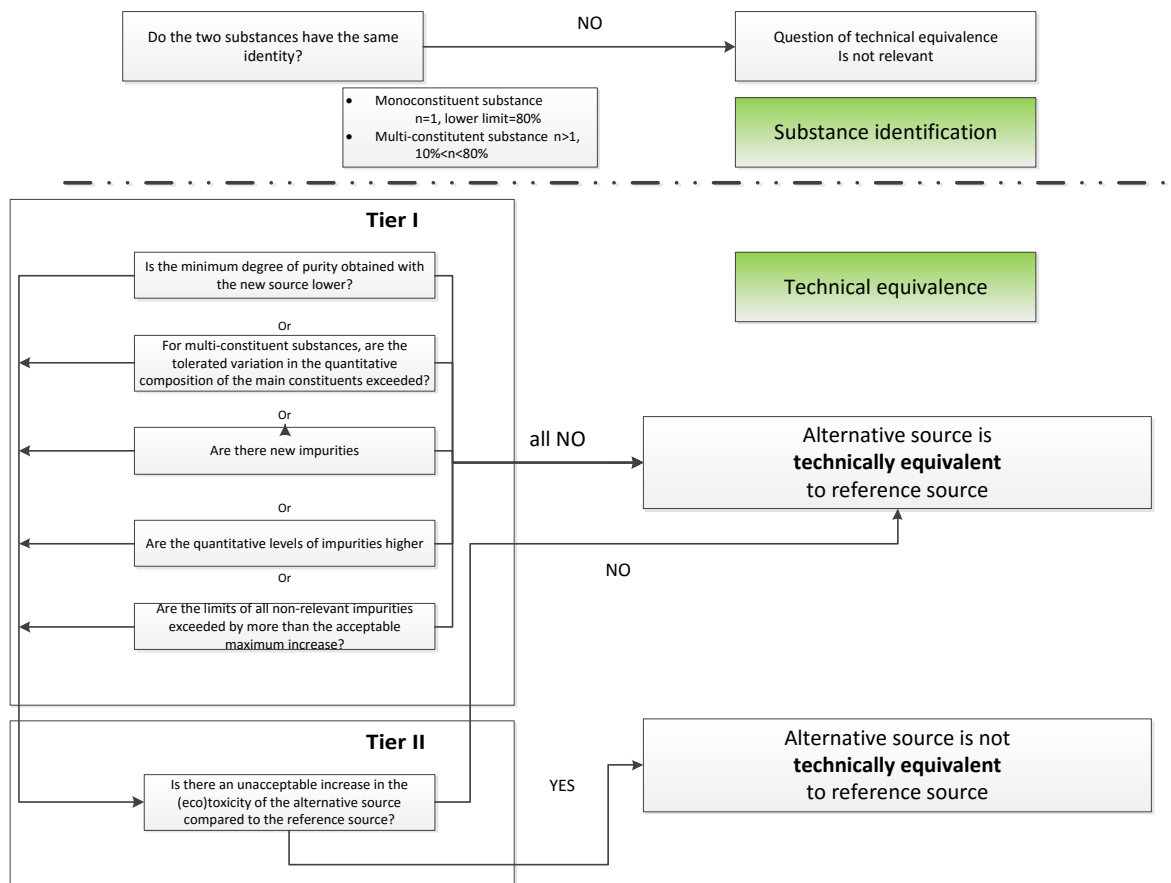 NO
Do the two substances have the same
identity?
Question of technical equivalence
Is not relevant
• Monoconstituent substance
n=1, lower limit=80%
• Multi-constitutent substance n>1,
10%<n<80%
Substance identification
Tier I
Is the minimum degree of purity obtained with
the new source lower?
Technical equivalence
Or
For multi-constituent substances, are the
tolerated variation in the quantitative
composition of the main constituents exceeded?
Or
Are there new impurities
all NO
Alternative source is
technically equivalent
to reference source
Or
Are the quantitative levels of impurities higher
NO
Or
Are the limits of all non-relevant impurities
exceeded by more than the acceptable
maximum increase?
Tier II
Is there an unacceptable increase in the
(eco)toxicity of the alternative source
compared to the reference source?
YES
Alternative source is not
technically equivalent
to reference source